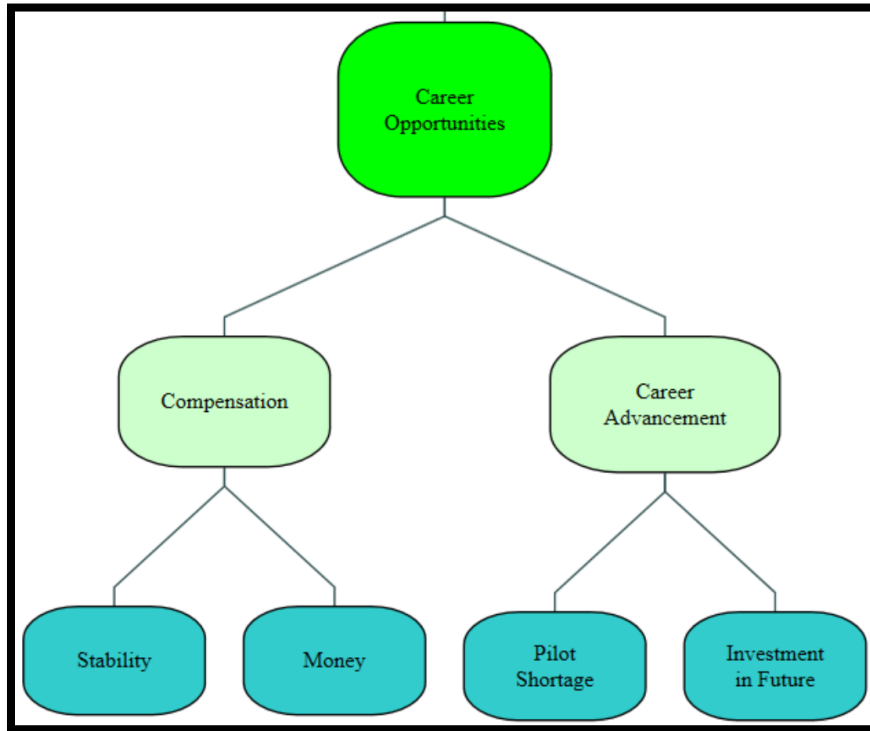 Career
Opportunities
Compensation
Career
Advancement
Stability
Money
Pilot
Shortage
Investment
in Future